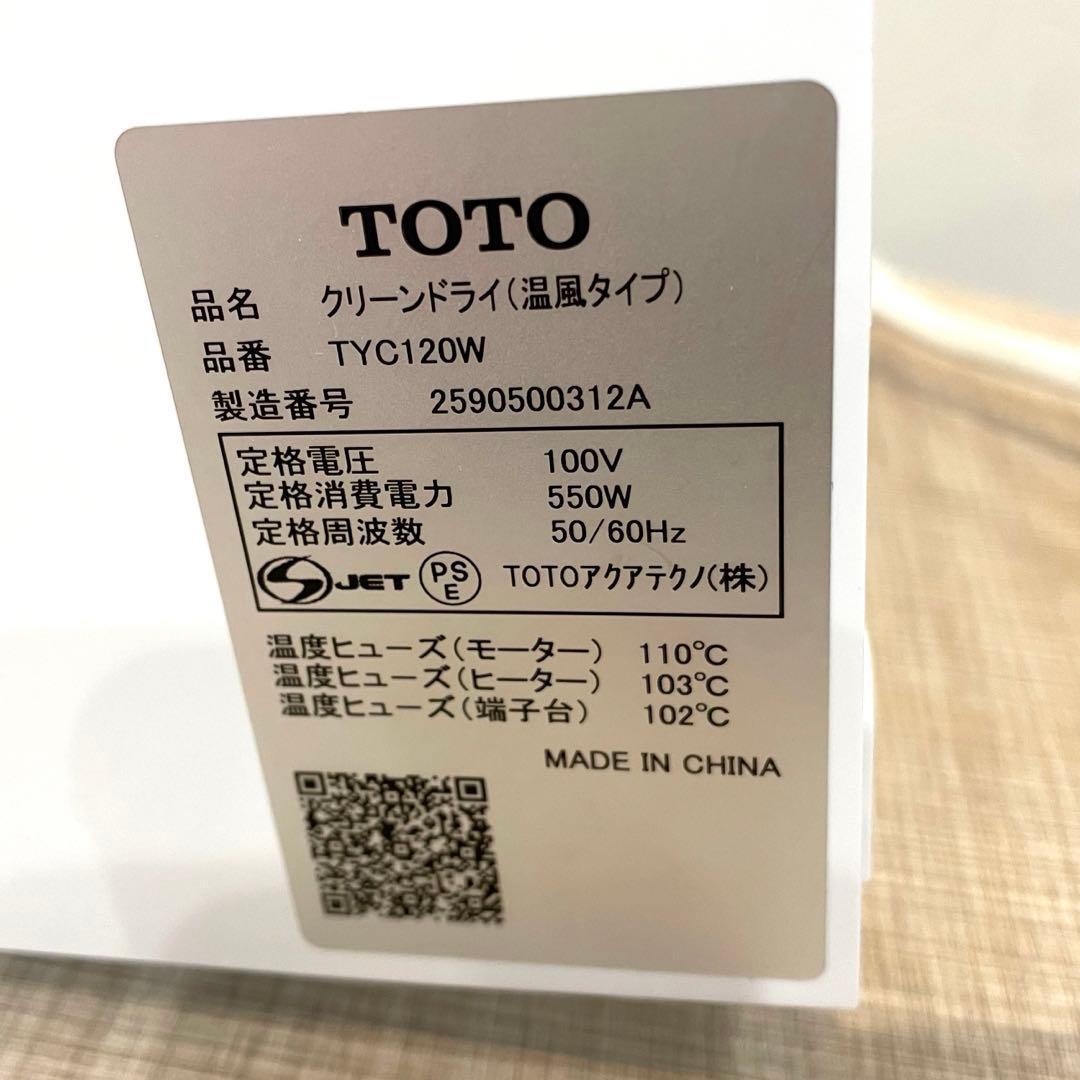 TOTO
品名 クリーンドライ(温風タイプ)
品番 TYC120W
製造番号 2590500312A
定格電圧 100V
定格消費電力 550W
定格周波数 50/60Hz
S JET PSE TOTOアクアテクノ(株)
温度ヒューズ(モーター) 110℃
温度ヒューズ(ヒーター) 103℃
温度ヒューズ(端子台) 102℃
MADE IN CHINA